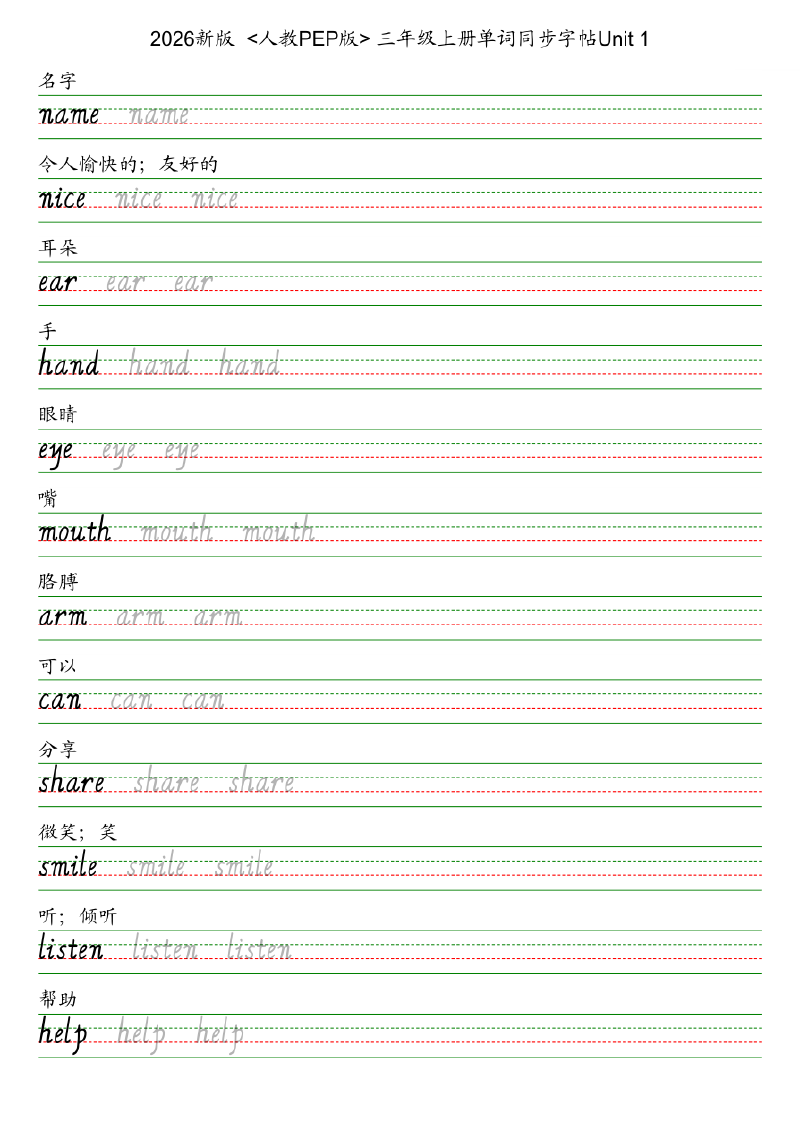 2026新版 <人教PEP版> 三年级上册单词同步字帖Unit 1
名字
name name
令人愉快的；友好的
nice nice nice
耳朵
ear ear ear
手
hand hand hand
眼睛
eye eye eye
嘴
mouth mouth mouth
胳膊
arm arm arm
可以
can can can
分享
share share share
微笑；笑
smile smile smile
听；倾听
listen listen listen
帮助
help help help